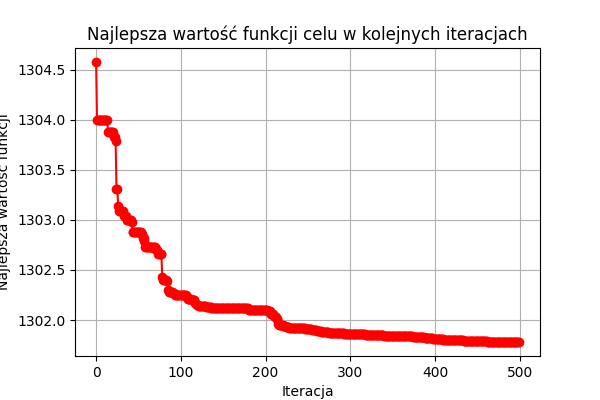 Najlepsza wartość funkcji celu w kolejnych iteracjach
Najlepsza wartość funkcji
1304.5
1304.0
1303.5
1303.0
1302.5
1302.0
0 100 200 300 400 500
Iteracja